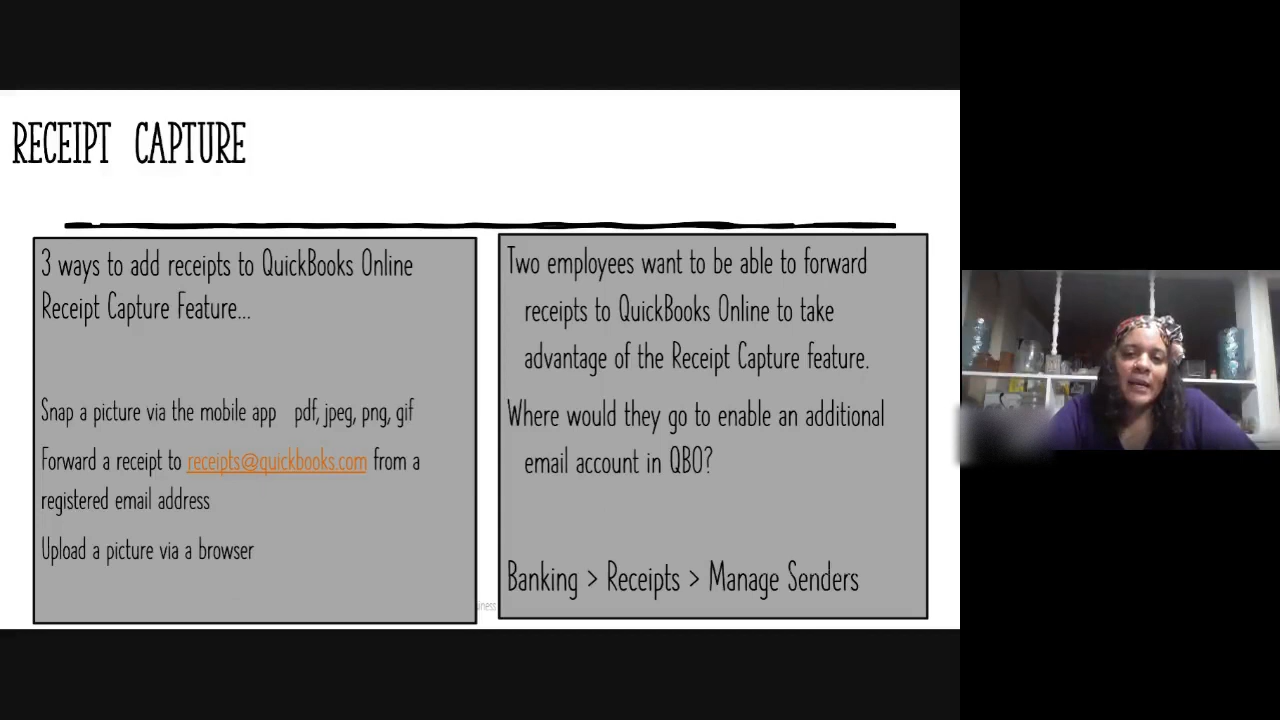 RECEIPT CAPTURE
3 ways to add receipts to QuickBooks Online
Receipt Capture Feature...
Snap a picture via the mobile app pdf, jpeg, png, gif
Forward a receipt to receipts@quickbooks.com from a
registered email address
Upload a picture via a browser
Two employees want to be able to forward
receipts to QuickBooks Online to take
advantage of the Receipt Capture feature.
Where would they go to enable an additional
email account in QBO?
Banking > Receipts > Manage Senders